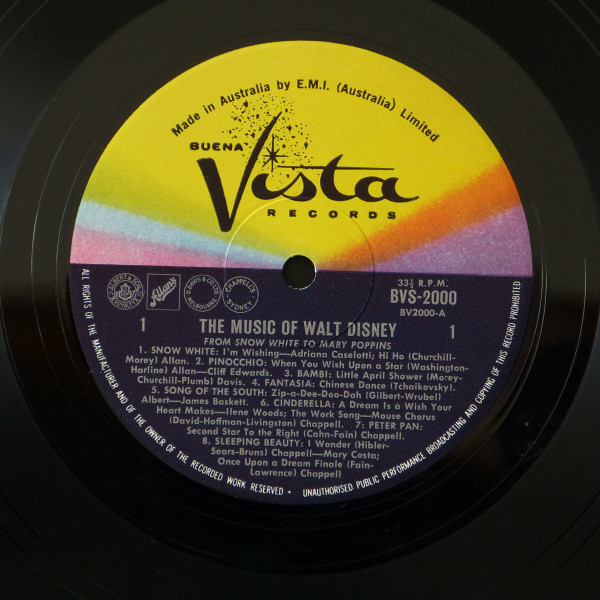 Made in Australia by E.M.I. (Australia) Limited
BUENA
Vista
RECORDS
Allans
DAVIS & CO LTD
MELBOURNE
CHAPPELL'S
SYDNEY
33⅓ R.P.M.
BVS-2000
BV2000-A
1 THE MUSIC OF WALT DISNEY 1
FROM SNOW WHITE TO MARY POPPINS
1. SNOW WHITE: I'm Wishing—Adriana Caselotti; Hi Ho (Churchill-
Morey) Allan. 2. PINOCCHIO: When You Wish Upon a Star (Washington-
Harline) Allan—Cliff Edwards. 3. BAMBI: Little April Shower (Morey-
Churchill-Plumb) Davis. 4. FANTASIA: Chinese Dance (Tchaikovsky).
5. SONG OF THE SOUTH: Zip-a-Dee-Doo-Dah (Gilbert-Wrubel)
Albert—James Baskett. 6. CINDERELLA: A Dream is a Wish Your
Heart Makes—Ilene Woods; The Work Song—Mouse Chorus
(David-Hoffman-Livingston) Chappell. 7: PETER PAN:
Second Star To the Right (Cahn-Fain) Chappell.
8. SLEEPING BEAUTY: I Wonder (Hibler-
Sears-Bruns) Chappell—Mary Costa;
Once Upon a Dream Finale (Fain-
Lawrence) Chappell
ALL RIGHTS OF THE MANUFACTURER AND OF THE OWNER OF THE RECORDED WORK RESERVED • UNAUTHORISED PUBLIC PERFORMANCE BROADCASTING AND COPYING OF THIS RECORD PROHIBITED